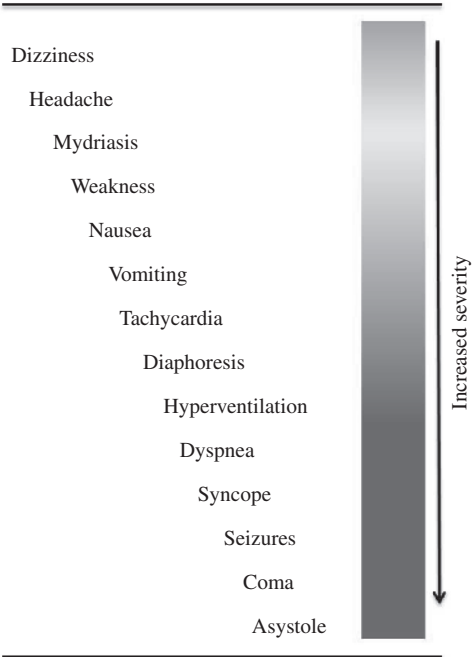 Dizziness
Headache
Mydriasis
Weakness
Nausea
Vomiting
Tachycardia
Diaphoresis
Hyperventilation
Dyspnea
Syncope
Seizures
Coma
Asystole
Increased severity